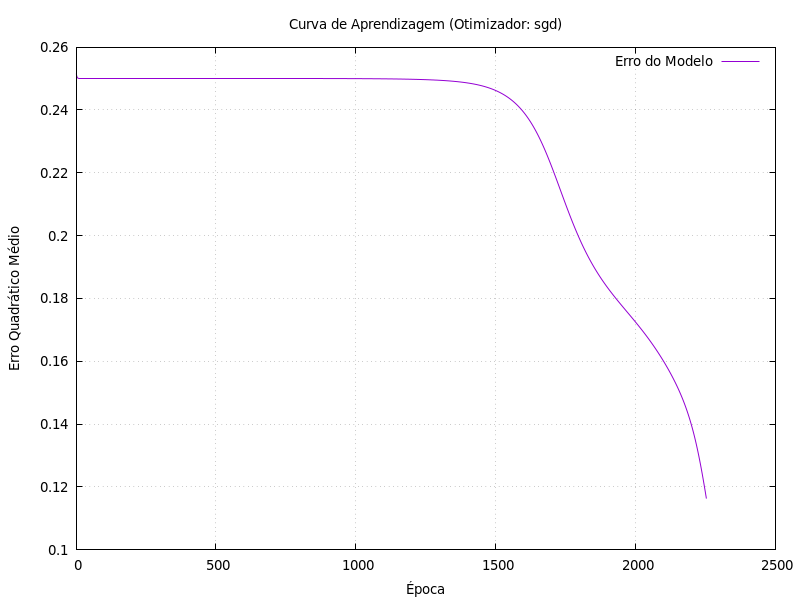 Curva de Aprendizagem (Otimizador: sgd)
Erro do Modelo
Erro Quadrático Médio
0.26
0.24
0.22
0.2
0.18
0.16
0.14
0.12
0.1
0 500 1000 1500 2000 2500
Época